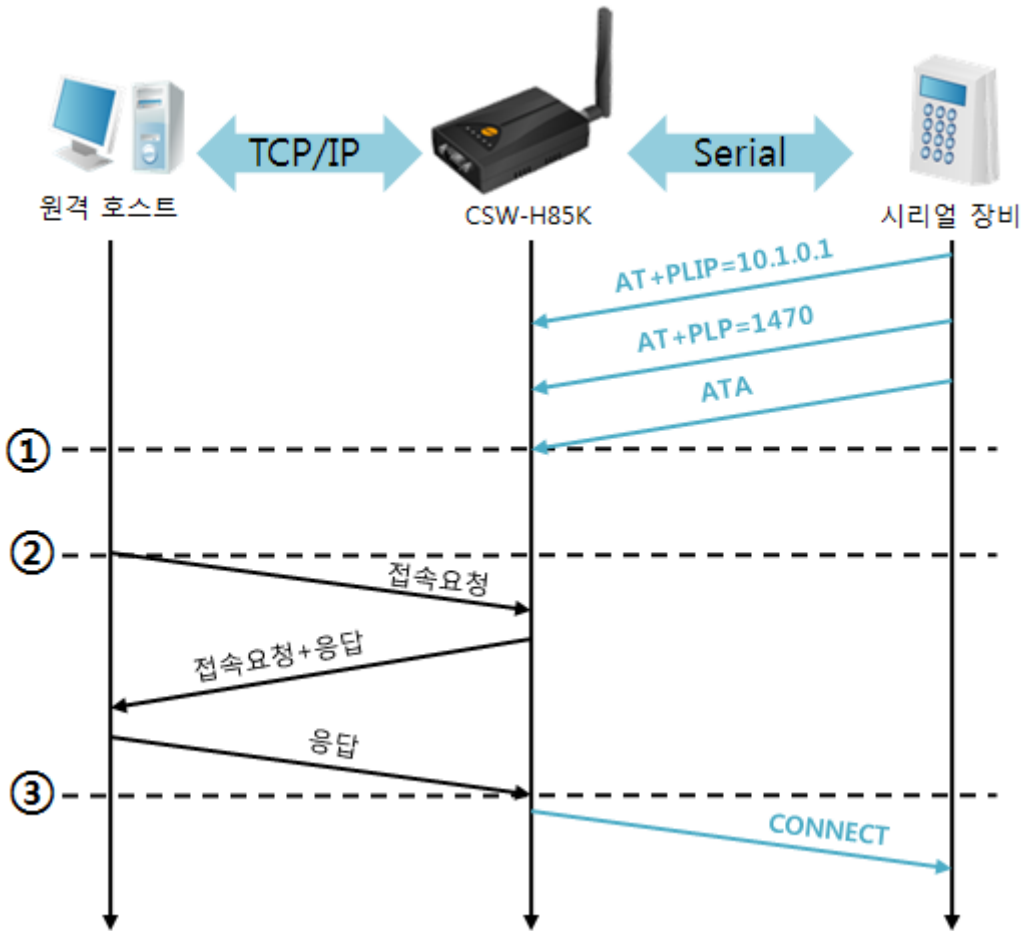 TCP/IP
Serial
원격 호스트
CSW-H85K
시리얼 장비
AT+PLIP=10.1.0.1
AT+PLP=1470
ATA
①
②
접속요청
접속요청+응답
응답
③
CONNECT